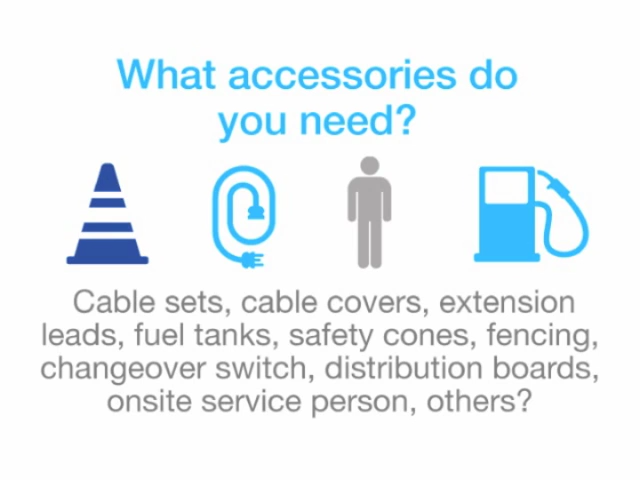 What accessories do
you need?
Cable sets, cable covers, extension
leads, fuel tanks, safety cones, fencing,
changeover switch, distribution boards,
onsite service person, others?